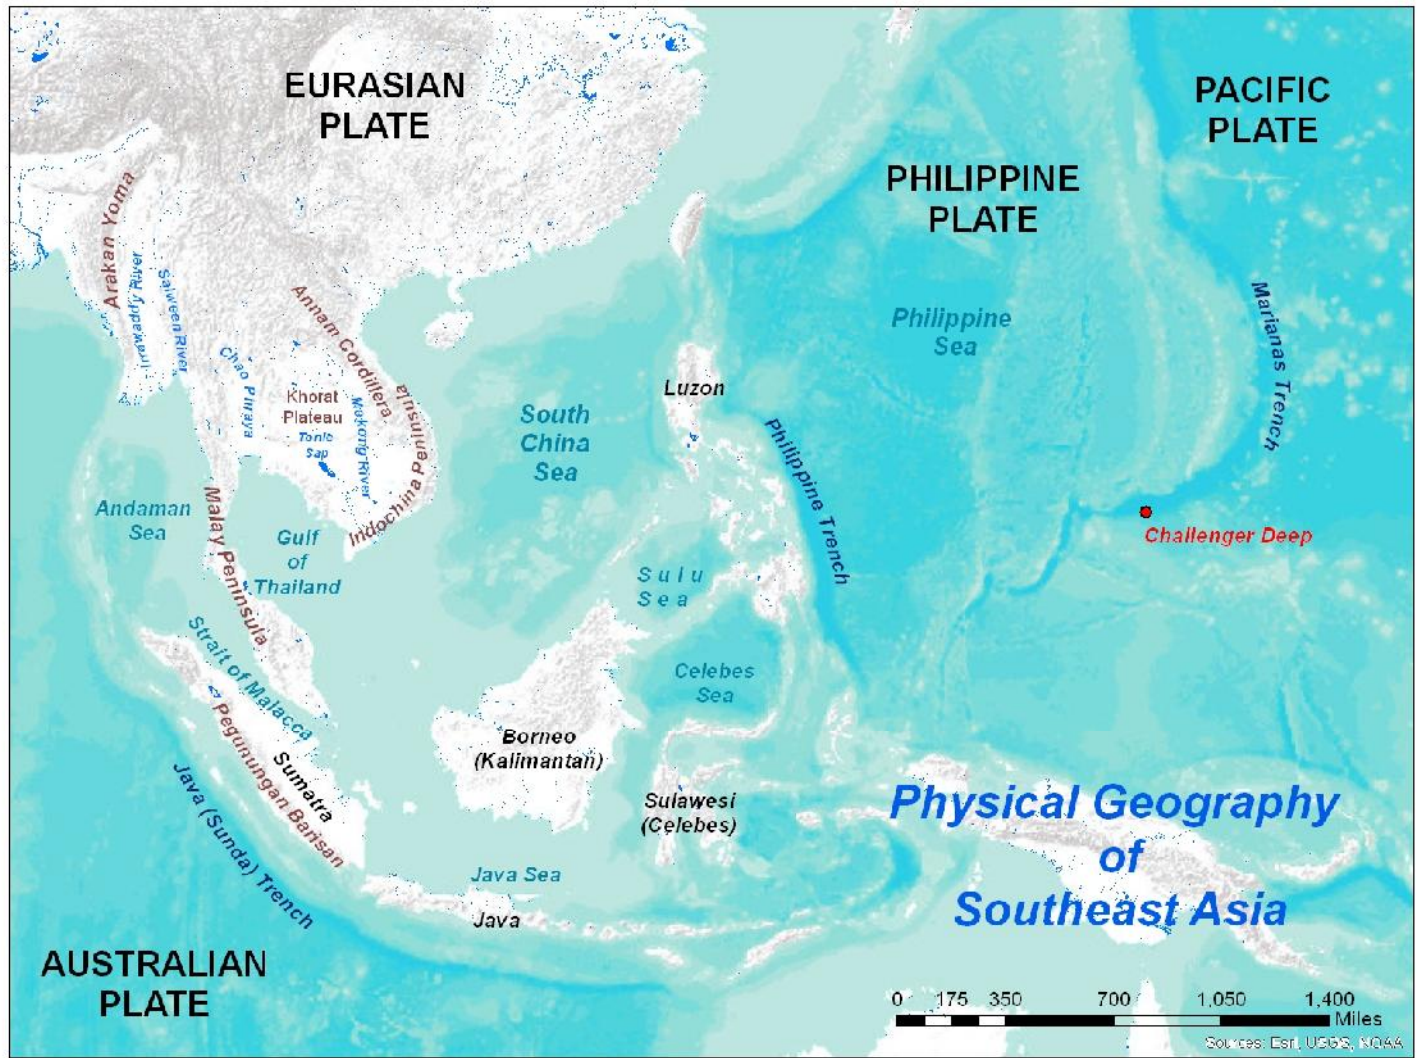 EURASIAN
PLATE
PACIFIC
PLATE
PHILIPPINE
PLATE
Arakan Yoma
Irrawaddy River
Salween River
Annam Cordillera
Chao Phraya
Khorat
Plateau
Tonle
Sap
Mekong River
Indochina Peninsula
Luzon
Philippine
Sea
Marianas Trench
South
China
Sea
Philippine Trench
Andaman
Sea
Malay Peninsula
Gulf
of
Thailand
Challenger Deep
Sulu
Sea
Strait of Malacca
Celebes
Sea
Pegunungan Barisan
Sumatra
Borneo
(Kalimantan)
Java (Sunda) Trench
Sulawesi
(Celebes)
Physical Geography
of
Southeast Asia
Java Sea
Java
AUSTRALIAN
PLATE
0 175 350 700 1,050 1,400
Miles
Sources: Esri, USGS, NOAA